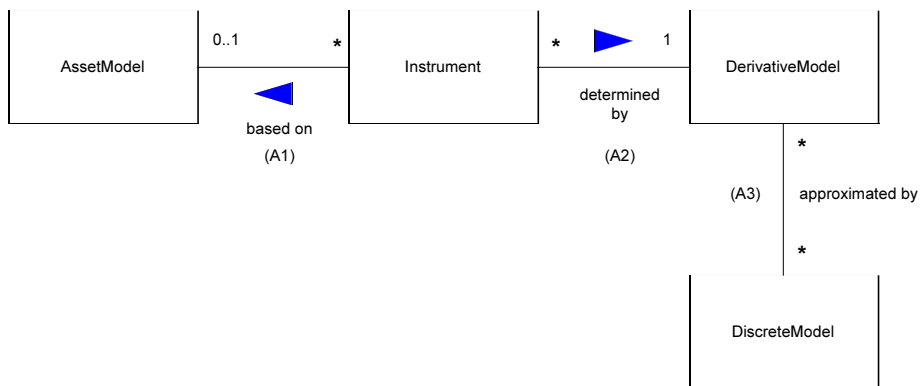 0..1
*
*
1
AssetModel
Instrument
DerivativeModel
based on
(A1)
determined
by
(A2)
*
(A3)
approximated by
*
DiscreteModel